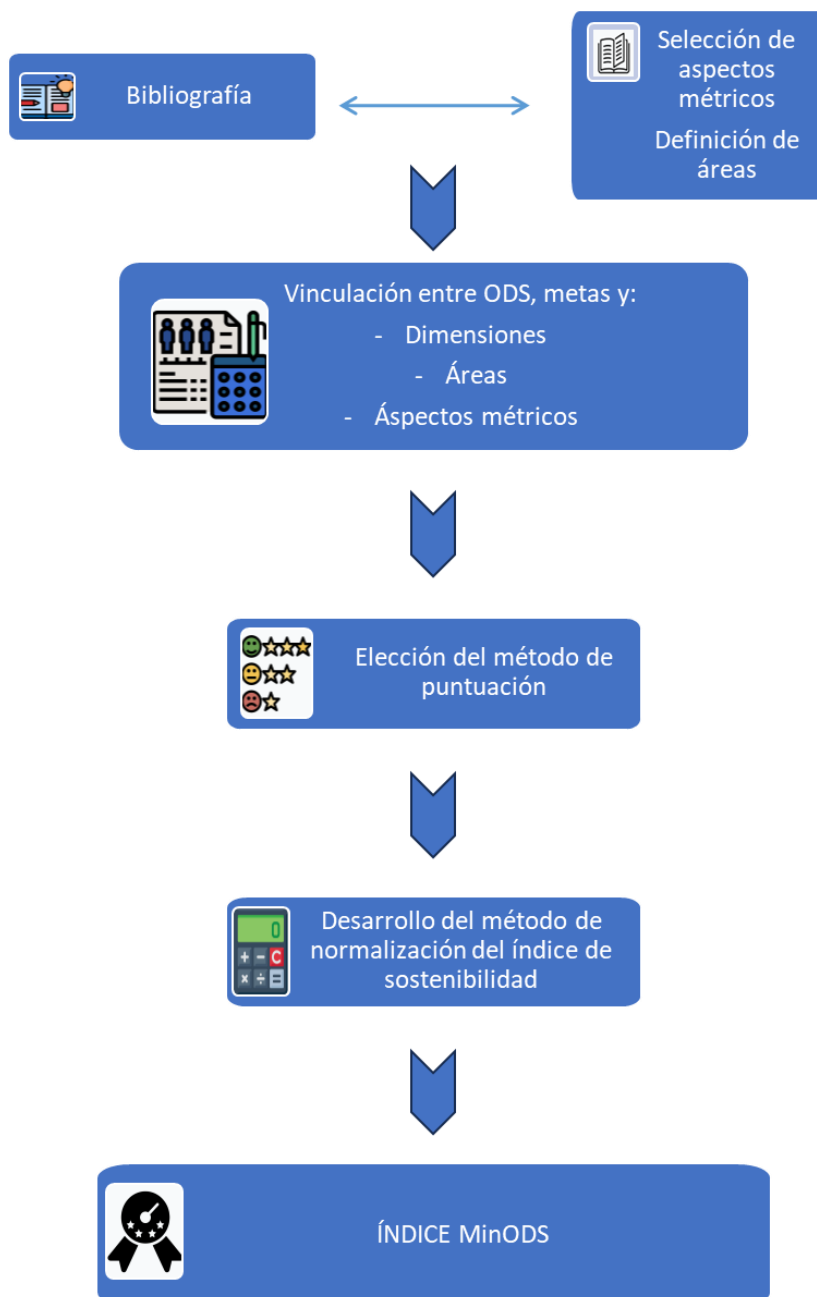 Bibliografía
Selección de
aspectos
métricos
Definición de
áreas
Vinculación entre ODS, metas y:
- Dimensiones
- Áreas
- Áspectos métricos
Elección del método de
puntuación
0
+ - C
× ÷ =
Desarrollo del método de
normalización del índice de
sostenibilidad
ÍNDICE MinODS